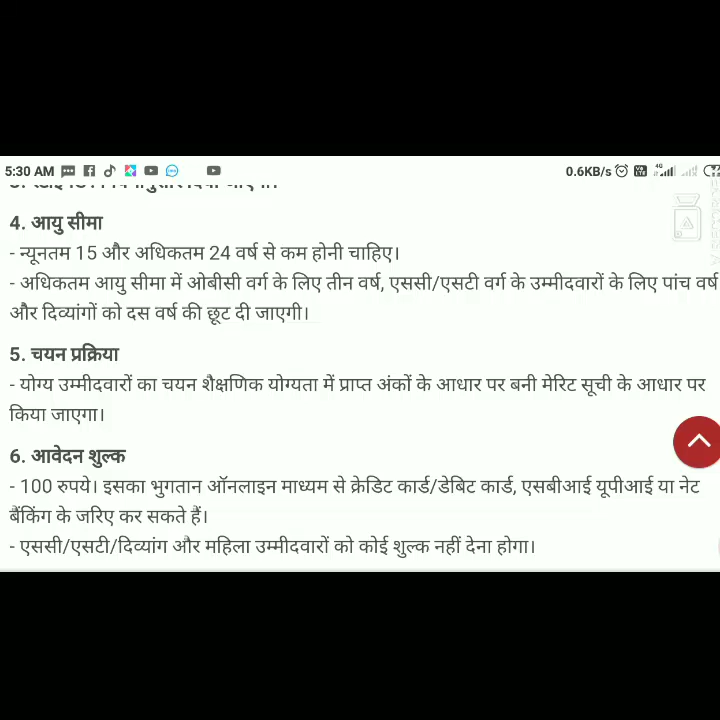 5:30 AM
0.6KB/s
4. आयु सीमा
- न्यूनतम 15 और अधिकतम 24 वर्ष से कम होनी चाहिए।
- अधिकतम आयु सीमा में ओबीसी वर्ग के लिए तीन वर्ष, एससी/एसटी वर्ग के उम्मीदवारों के लिए पांच वर्ष
और दिव्यांगों को दस वर्ष की छूट दी जाएगी।
5. चयन प्रक्रिया
- योग्य उम्मीदवारों का चयन शैक्षणिक योग्यता में प्राप्त अंकों के आधार पर बनी मेरिट सूची के आधार पर
किया जाएगा।
6. आवेदन शुल्क
- 100 रुपये। इसका भुगतान ऑनलाइन माध्यम से क्रेडिट कार्ड/डेबिट कार्ड, एसबीआई यूपीआई या नेट
बैंकिंग के जरिए कर सकते हैं।
- एससी/एसटी/दिव्यांग और महिला उम्मीदवारों को कोई शुल्क नहीं देना होगा।